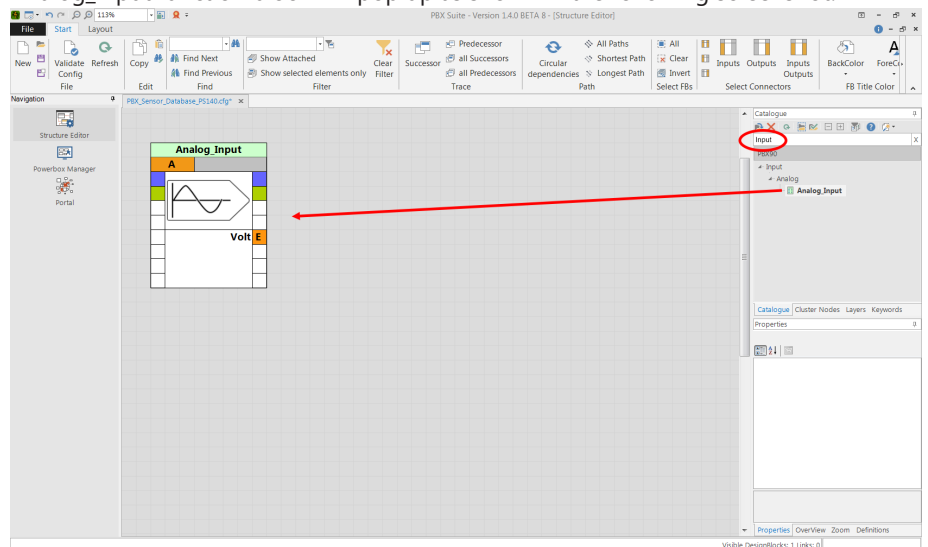 113%
PBX Suite - Version 1.4.0 BETA 8 - [Structure Editor]
File Start Layout
New Validate Config Refresh
File
Copy
Edit
Find Next
Find Previous
Find
Show Attached
Show selected elements only
Clear Filter
Filter
Successor
Predecessor
all Successors
all Predecessors
Trace
Circular dependencies
All Paths
Shortest Path
Longest Path
Path
All
Clear
Invert
Select FBs
Inputs Outputs Inputs Outputs
Select Connectors
BackColor
FB Title Color
Navigation
PBX_Sensor_Database_PS140.cfg*
Structure Editor
Powerbox Manager
Portal
Analog_Input
A
Volt E
Catalogue
Input X
PBX90
Input
Analog
Analog_Input
Catalogue Cluster Nodes Layers Keywords
Properties
Properties OverView Zoom Definitions
Visible DesignBlocks: 1 Links: 0